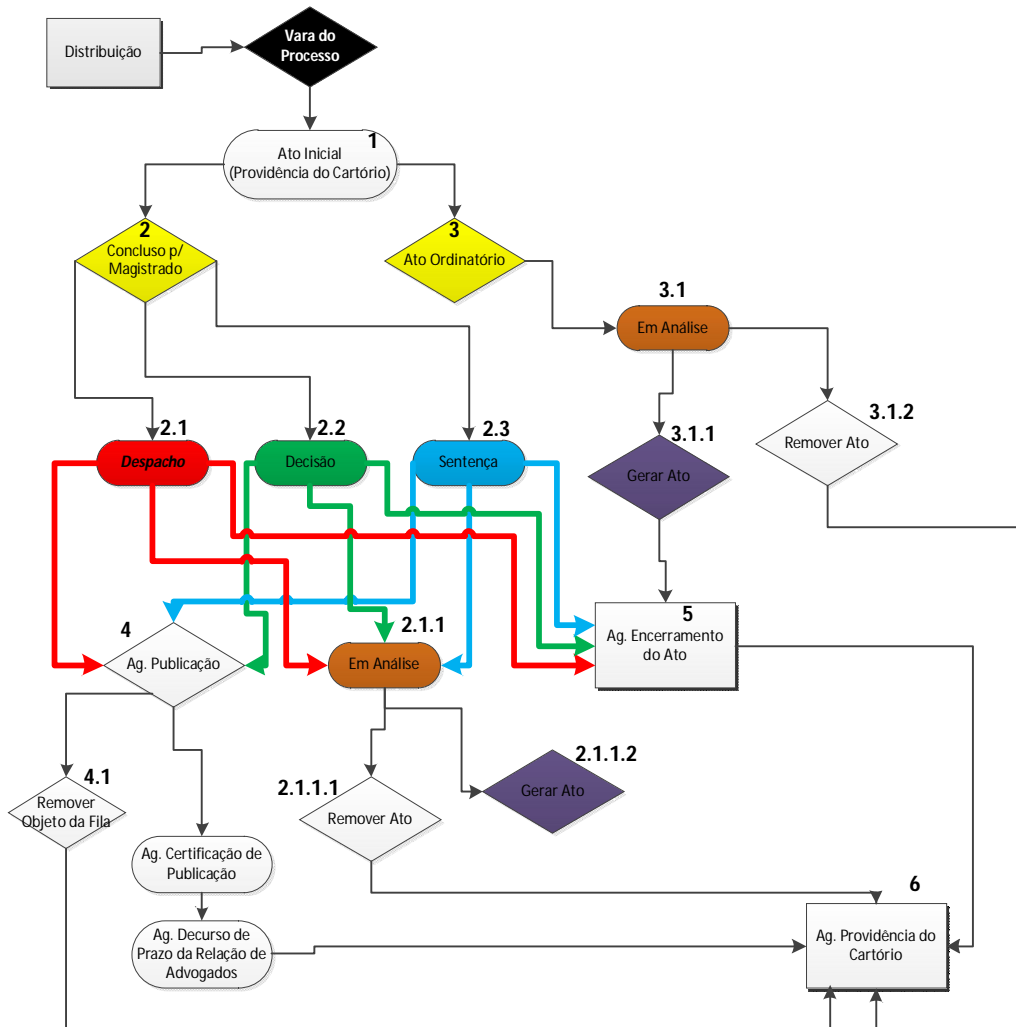 Distribuição
Vara do
Processo
1
Ato Inicial
(Providência do Cartório)
2
Concluso p/
Magistrado
3
Ato Ordinatório
3.1
Em Análise
3.1.2
Remover Ato
3.1.1
Gerar Ato
2.1
Despacho
2.2
Decisão
2.3
Sentença
4
Ag. Publicação
2.1.1
Em Análise
5
Ag. Encerramento
do Ato
4.1
Remover
Objeto da Fila
2.1.1.1
Remover Ato
2.1.1.2
Gerar Ato
Ag. Certificação de
Publicação
Ag. Decurso de
Prazo da Relação de
Advogados
6
Ag. Providência do
Cartório